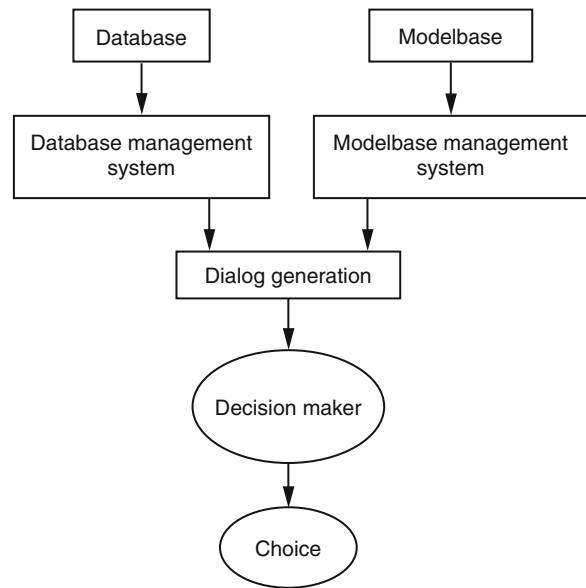 Database
Modelbase
Database management
system
Modelbase management
system
Dialog generation
Decision maker
Choice